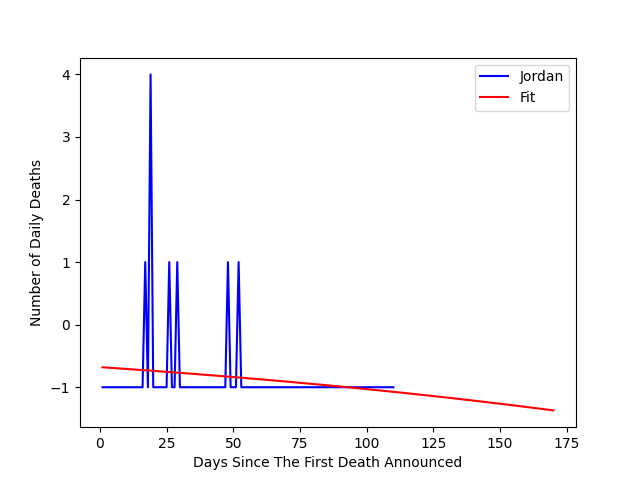 Jordan
Fit
Number of Daily Deaths
4
3
2
1
0
−1
0 25 50 75 100 125 150 175
Days Since The First Death Announced